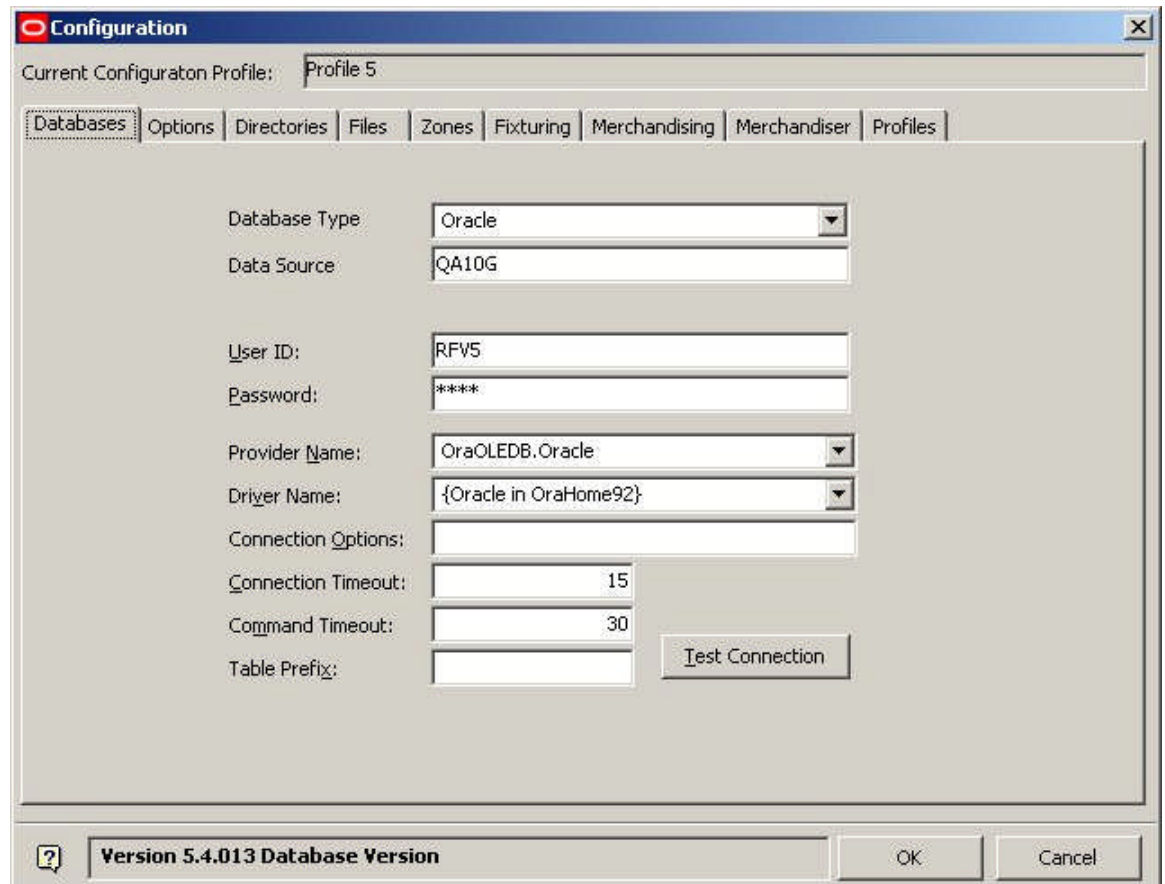 Configuration
Current Configuraton Profile: Profile 5
Databases Options Directories Files Zones Fixturing Merchandising Merchandiser Profiles
Database Type Oracle
Data Source QA10G
User ID: RFV5
Password: ****
Provider Name: OraOLEDB.Oracle
Driver Name: {Oracle in OraHome92}
Connection Options:
Connection Timeout: 15
Command Timeout: 30
Table Prefix: Test Connection
Version 5.4.013 Database Version OK Cancel